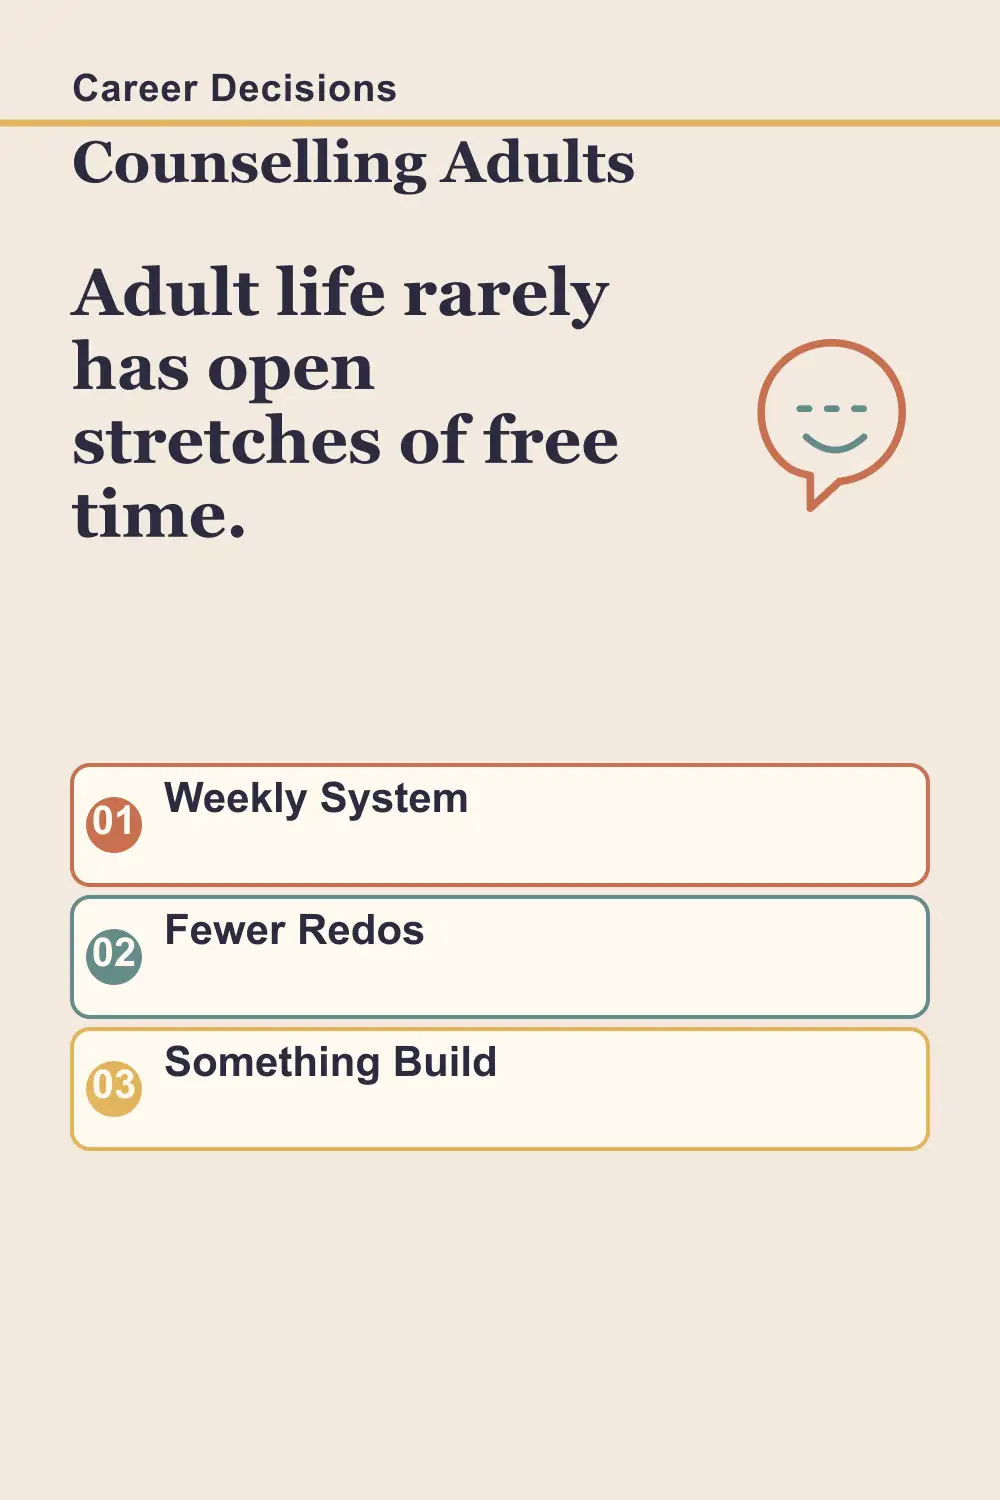 Career Decisions
Counselling Adults
Adult life rarely
has open
stretches of free
time.
01 Weekly System
02 Fewer Redos
03 Something Build